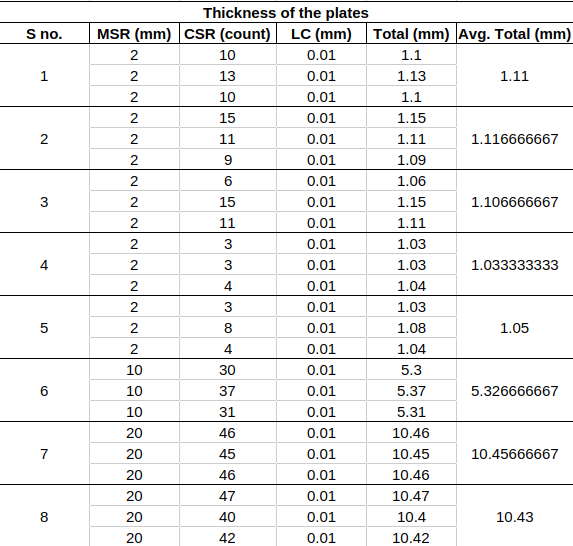 Thickness of the plates
S no. MSR (mm) CSR (count) LC (mm) Total (mm) Avg. Total (mm)
2 10 0.01 1.1
1 2 13 0.01 1.13 1.11
2 10 0.01 1.1
2 15 0.01 1.15
2 2 11 0.01 1.11 1.116666667
2 9 0.01 1.09
2 6 0.01 1.06
3 2 15 0.01 1.15 1.106666667
2 11 0.01 1.11
2 3 0.01 1.03
4 2 3 0.01 1.03 1.033333333
2 4 0.01 1.04
2 3 0.01 1.03
5 2 8 0.01 1.08 1.05
2 4 0.01 1.04
10 30 0.01 5.3
6 10 37 0.01 5.37 5.326666667
10 31 0.01 5.31
20 46 0.01 10.46
7 20 45 0.01 10.45 10.45666667
20 46 0.01 10.46
20 47 0.01 10.47
8 20 40 0.01 10.4 10.43
20 42 0.01 10.42